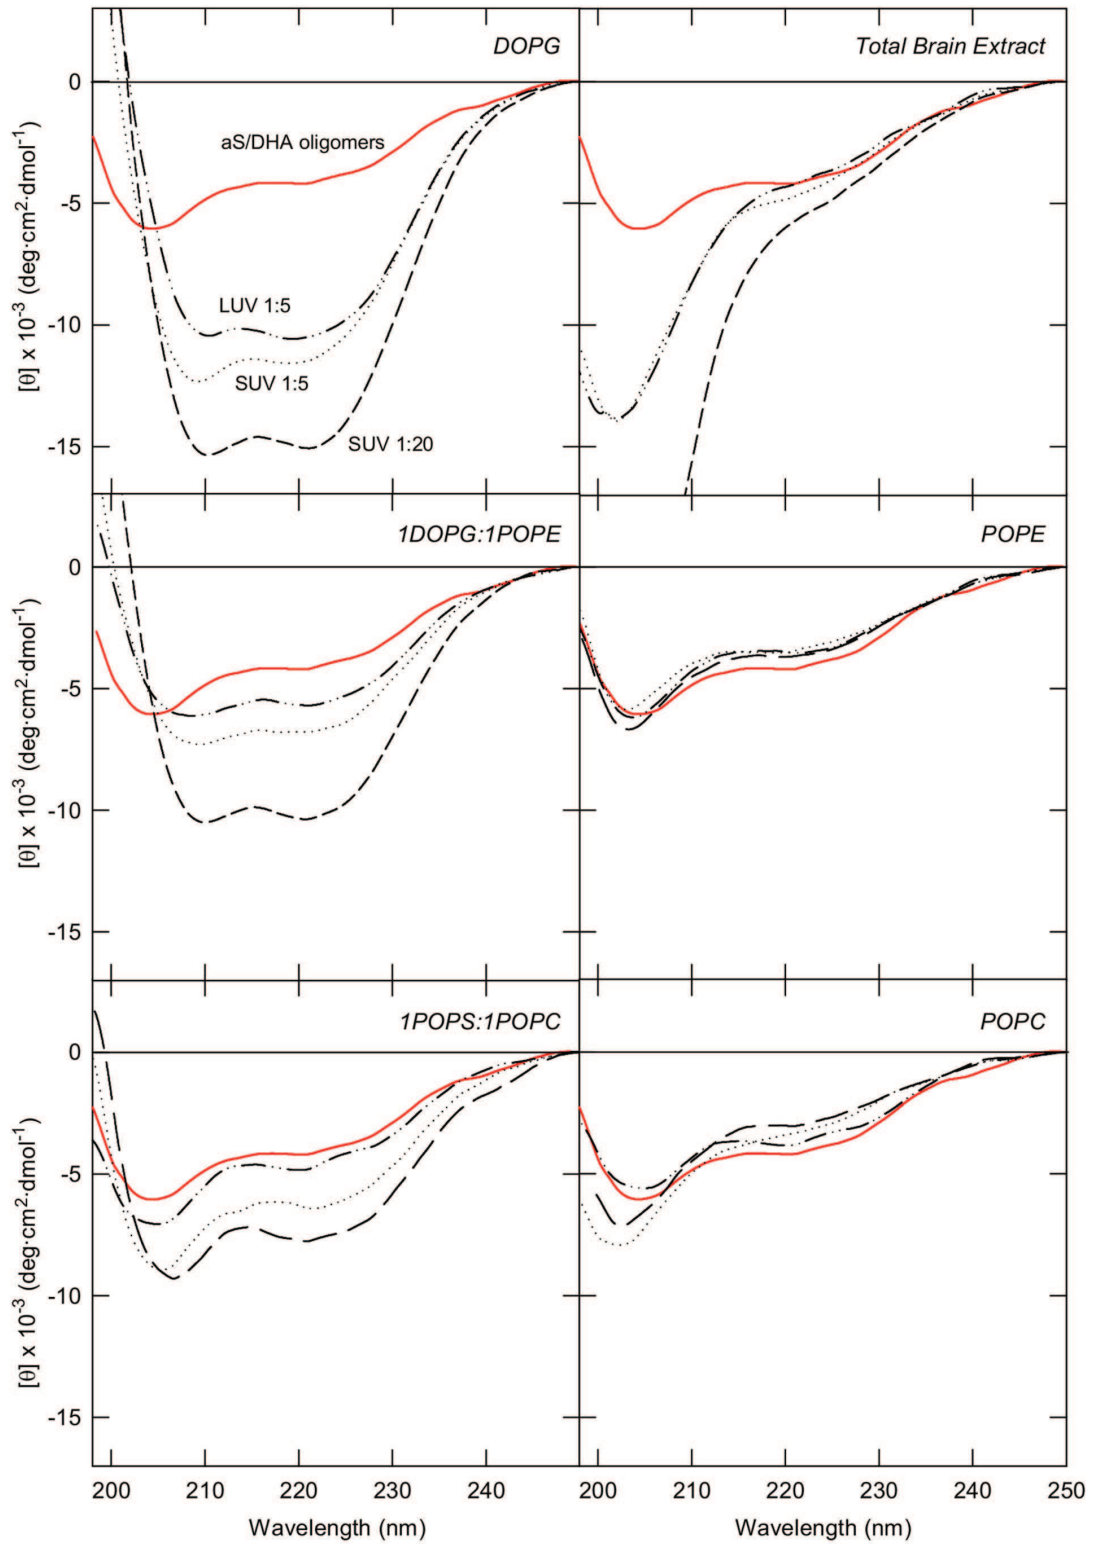 DOPG
Total Brain Extract
0
aS/DHA oligomers
-5
LUV 1:5
-10
SUV 1:5
SUV 1:20
-15
[θ] x 10-3 (deg·cm2·dmol-1)
1DOPG:1POPE
POPE
0
-5
-10
-15
[θ] x 10-3 (deg·cm2·dmol-1)
1POPS:1POPC
POPC
0
-5
-10
-15
[θ] x 10-3 (deg·cm2·dmol-1)
200 210 220 230 240 200 210 220 230 240 250
Wavelength (nm) Wavelength (nm)